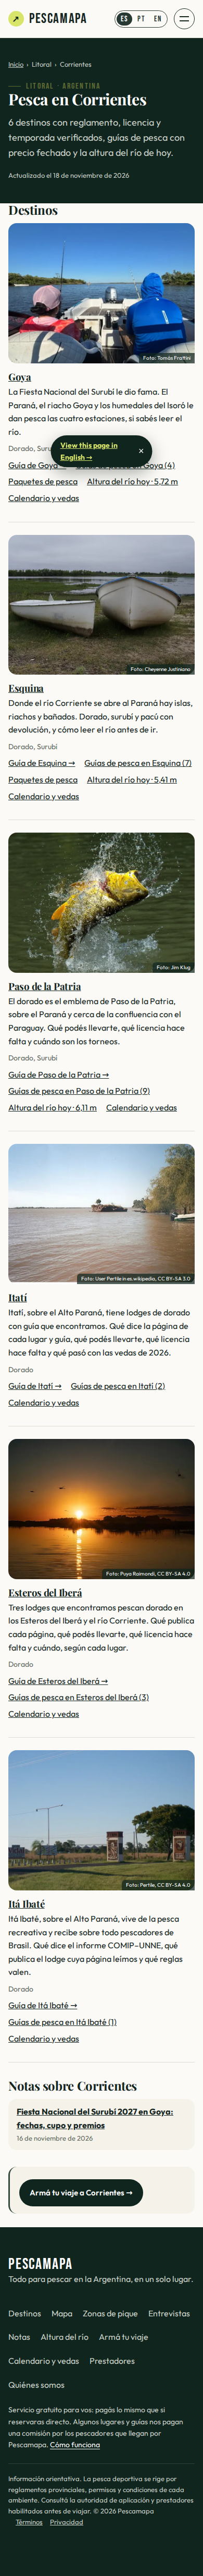 PESCAMAPA
ES PT EN
Inicio › Litoral › Corrientes
LITORAL · ARGENTINA
Pesca en Corrientes
6 destinos con reglamento, licencia y
temporada verificados, guías de pesca con
precio fechado y la altura del río de hoy.
Actualizado el 18 de noviembre de 2026
Destinos
Foto: Tomás Frattini
Goya
La Fiesta Nacional del Surubí le dio fama. El
Paraná, el riacho Goya y los humedales del Isoró le
dan pesca las cuatro estaciones, si sabés leer el
río.
View this page in
English →
×
Dorado,
Guía de Goya
Goya (4)
Paquetes de pesca Altura del río hoy · 5,72 m
Calendario y vedas
Foto: Cheyenne Justiniano
Esquina
Donde el río Corriente se abre al Paraná hay islas,
riachos y bañados. Dorado, surubí y pacú con
devolución, y cómo leer el río antes de ir.
Dorado, Surubí
Guía de Esquina → Guías de pesca en Esquina (7)
Paquetes de pesca Altura del río hoy · 5,41 m
Calendario y vedas
Foto: Jim Klug
Paso de la Patria
El dorado es el emblema de Paso de la Patria,
sobre el Paraná y cerca de la confluencia con el
Paraguay. Qué podés llevarte, qué licencia hace
falta y cuándo son los torneos.
Dorado, Surubí
Guía de Paso de la Patria →
Guías de pesca en Paso de la Patria (9)
Altura del río hoy · 6,11 m Calendario y vedas
Foto: User Pertile in es.wikipedia, CC BY-SA 3.0
Itatí
Itatí, sobre el Alto Paraná, tiene lodges de dorado
con guía que encontramos. Qué dice la página de
cada lugar y guía, qué podés llevarte, qué licencia
hace falta y qué pasó con las vedas de 2026.
Dorado
Guía de Itatí → Guías de pesca en Itatí (2)
Calendario y vedas
Foto: Puya Raimondi, CC BY-SA 4.0
Esteros del Iberá
Tres lodges que encontramos pescan dorado en
los Esteros del Iberá y el río Corriente. Qué publica
cada página, qué podés llevarte, qué licencia hace
falta y cuándo, según cada lugar.
Dorado
Guía de Esteros del Iberá →
Guías de pesca en Esteros del Iberá (3)
Calendario y vedas
Foto: Pertile, CC BY-SA 4.0
Itá Ibaté
Itá Ibaté, sobre el Alto Paraná, vive de la pesca
recreativa y recibe sobre todo pescadores de
Brasil. Qué dice el informe COMIP–UNNE, qué
publica el lodge cuya página leímos y qué reglas
valen.
Dorado
Guía de Itá Ibaté →
Guías de pesca en Itá Ibaté (1)
Calendario y vedas
Notas sobre Corrientes
Fiesta Nacional del Surubí 2027 en Goya:
fechas, cupo y premios
16 de noviembre de 2026
Armá tu viaje a Corrientes →
PESCAMAPA
Todo para pescar en la Argentina, en un solo lugar.
Destinos Mapa Zonas de pique Entrevistas
Notas Altura del río Armá tu viaje
Calendario y vedas Prestadores
Quiénes somos
Servicio gratuito para vos: pagás lo mismo que si
reservaras directo. Algunos lugares y guías nos pagan
una comisión por los pescadores que llegan por
Pescamapa. Cómo funciona
Información orientativa. La pesca deportiva se rige por
reglamentos provinciales, permisos y condiciones de cada
ambiente. Consultá la autoridad de aplicación y prestadores
habilitados antes de viajar. © 2026 Pescamapa
Términos Privacidad